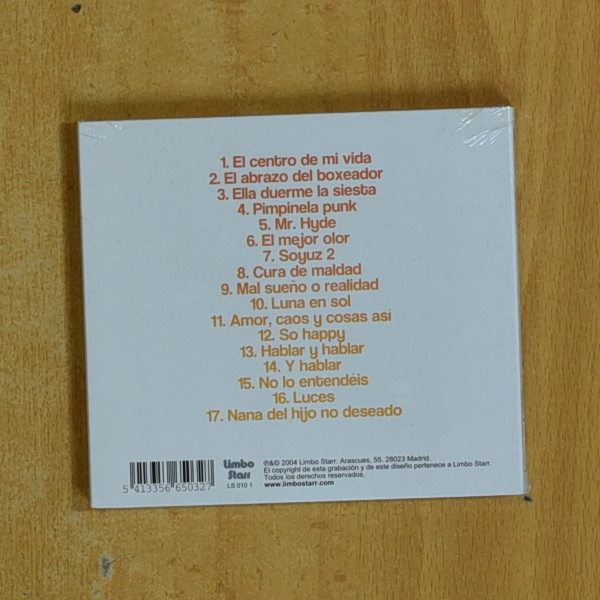 1. El centro de mi vida
2. El abrazo del boxeador
3. Ella duerme la siesta
4. Pimpinela punk
5. Mr. Hyde
6. El mejor olor
7. Soyuz 2
8. Cura de maldad
9. Mal sueño o realidad
10. Luna en sol
11. Amor, caos y cosas asi
12. So happy
13. Hablar y hablar
14. Y hablar
15. No lo entendéis
16. Luces
17. Nana del hijo no deseado
5 413356 650327
Limbo
Starr
LS 010 1
℗&© 2004 Limbo Starr. Arascues, 55. 28023 Madrid.
El copyright de esta grabación y de este diseño pertenece a Limbo Starr.
Todos los derechos reservados.
www.limbostarr.com